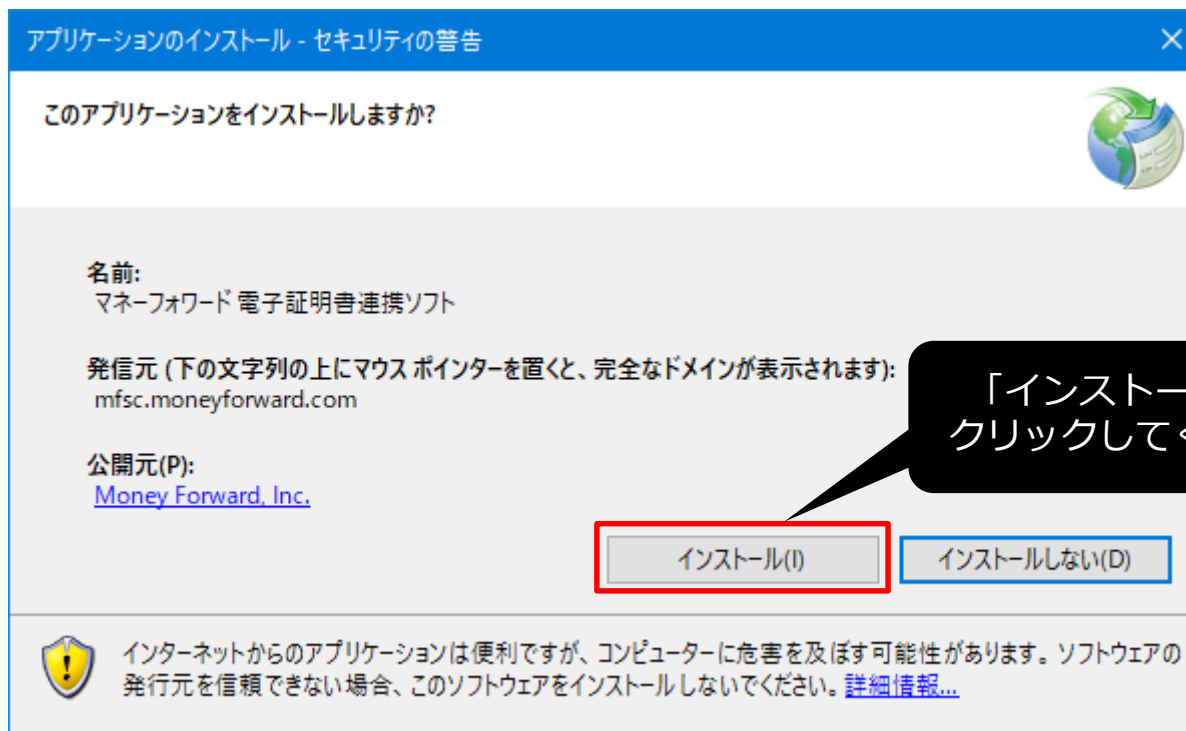 アプリケーションのインストール - セキュリティの警告
このアプリケーションをインストールしますか?
名前:
マネーフォワード 電子証明書連携ソフト
発信元 (下の文字列の上にマウス ポインターを置くと、完全なドメインが表示されます):
mfsc.moneyforward.com
「インストー
クリックしてく
公開元(P):
Money Forward, Inc.
インストール(I)
インストールしない(D)
インターネットからのアプリケーションは便利ですが、コンピューターに危害を及ぼす可能性があります。ソフトウェアの
発行元を信頼できない場合、このソフトウェアをインストールしないでください。詳細情報...